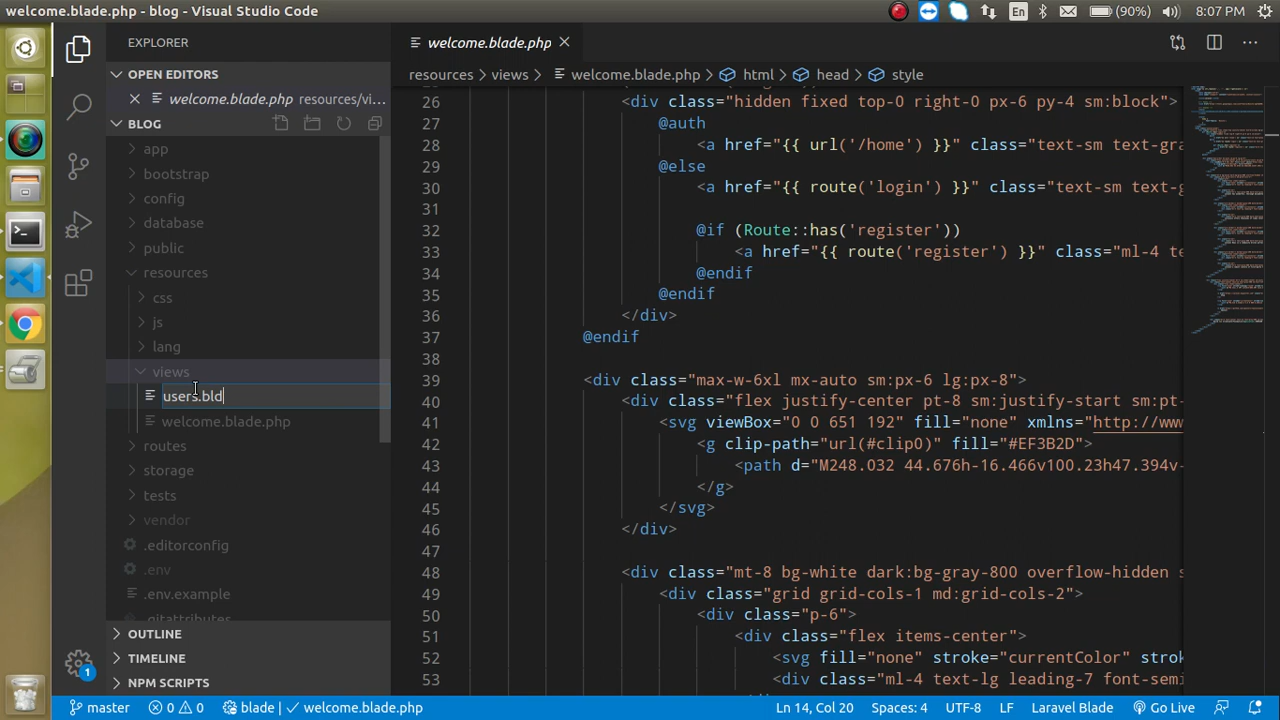 welcome.blade.php - blog - Visual Studio Code
En (90%) 8:07 PM
EXPLORER
OPEN EDITORS
welcome.blade.php resources/vi...
BLOG
app
bootstrap
config
database
public
resources
css
js
lang
views
users.bld
welcome.blade.php
routes
storage
tests
vendor
.editorconfig
.env
.env.example
.gitattributes
OUTLINE
TIMELINE
NPM SCRIPTS
1
welcome.blade.php
resources > views > welcome.blade.php > html > head > style
26 <div class="hidden fixed top-0 right-0 px-6 py-4 sm:block">
27 @auth
28 <a href="{{ url('/home') }}" class="text-sm text-gra
29 @else
30 <a href="{{ route('login') }}" class="text-sm text-g
31
32 @if (Route::has('register'))
33 <a href="{{ route('register') }}" class="ml-4 te
34 @endif
35 @endif
36 </div>
37 @endif
38
39 <div class="max-w-6xl mx-auto sm:px-6 lg:px-8">
40 <div class="flex justify-center pt-8 sm:justify-start sm:pt-
41 <svg viewBox="0 0 651 192" fill="none" xmlns="http://www
42 <g clip-path="url(#clip0)" fill="#EF3B2D">
43 <path d="M248.032 44.676h-16.466v100.23h47.394v-
44 </g>
45 </svg>
46 </div>
47
48 <div class="mt-8 bg-white dark:bg-gray-800 overflow-hidden s
49 <div class="grid grid-cols-1 md:grid-cols-2">
50 <div class="p-6">
51 <div class="flex items-center">
52 <svg fill="none" stroke="currentColor" strok
53 <div class="ml-4 text-lg leading-7 font-semi
master 0 0 blade | ✓ welcome.blade.php Ln 14, Col 20 Spaces: 4 UTF-8 LF Laravel Blade Go Live